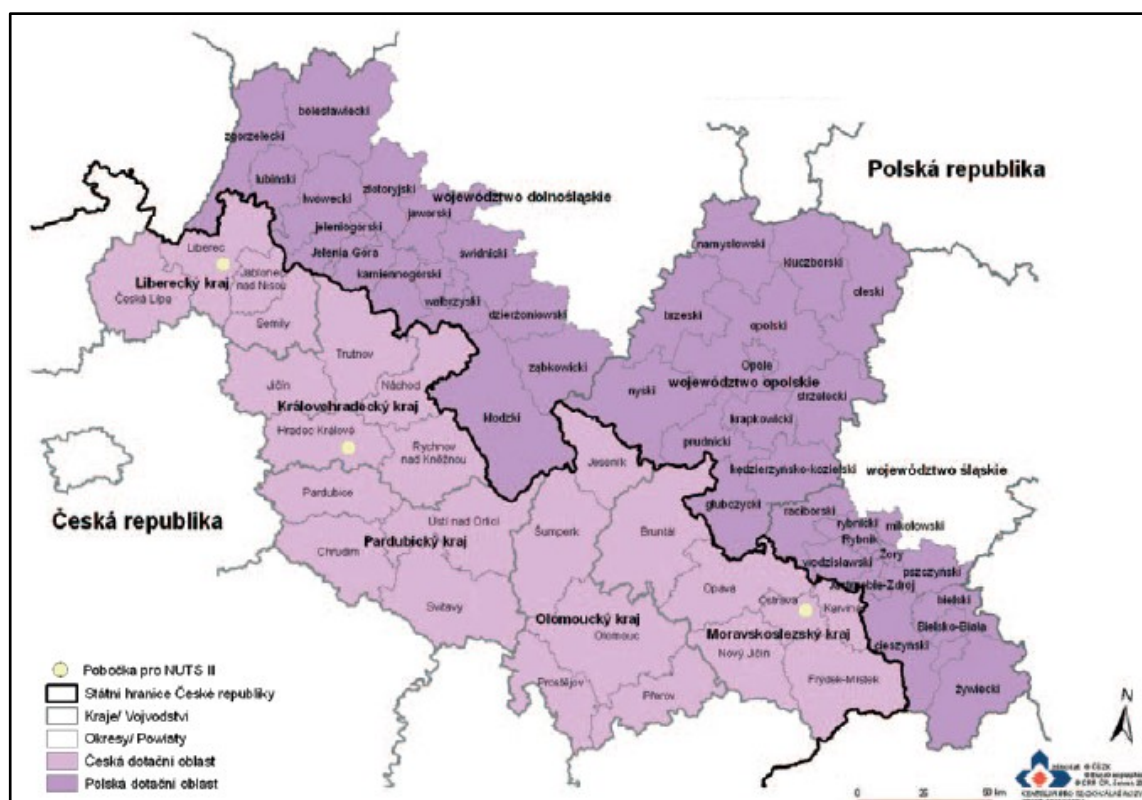 bolesławiecki
zgorzelecki
Polská republika
lubiński
złotoryjski
lwowecki
województwo dolnośląskie
jaworski
namysłowski
jeleniogórski
Liberec
Jelenia Góra
świdnicki
kluczborski
kamiennogórski
Jablonec
nad Nisou
Liberecký kraj
Česká Lípa
oleski
wałbrzyski
dzierżoniowski
brzeski
opolski
Semily
Trutnov
ząbkowicki
Opole
nyski
województwo opolskie
Jičín
Náchod
strzelecki
kłodzki
Královéhradecký kraj
krapkowicki
Hradec Králové
prudnicki
Rychnov
nad Kněžnou
Jeseník
kędzierzyńsko-kozielski
województwo śląskie
Pardubice
głubczycki
raciborski
Česká republika
Ústí nad Orlicí
Šumperk
Bruntál
rybnicki
mikołowski
Rybnik
Pardubický kraj
Chrudim
Żory
wodzisławski
pszczyński
Jastrzębie-Zdrój
Opava
Ostrava
Karviná
bielski
Svitavy
Olomoucký kraj
Olomouc
Bielsko-Biała
Moravskoslezský kraj
cieszyński
Nový Jičín
Pobočka pro NUTS III
Frýdek-Místek
Prostějov
Přerov
żywiecki
Státní hranice České republiky
Kraje/ Vojvodství
Okresy/ Powiaty
Česká dotační oblast
Polská dotační oblast
N
0 25 50 km